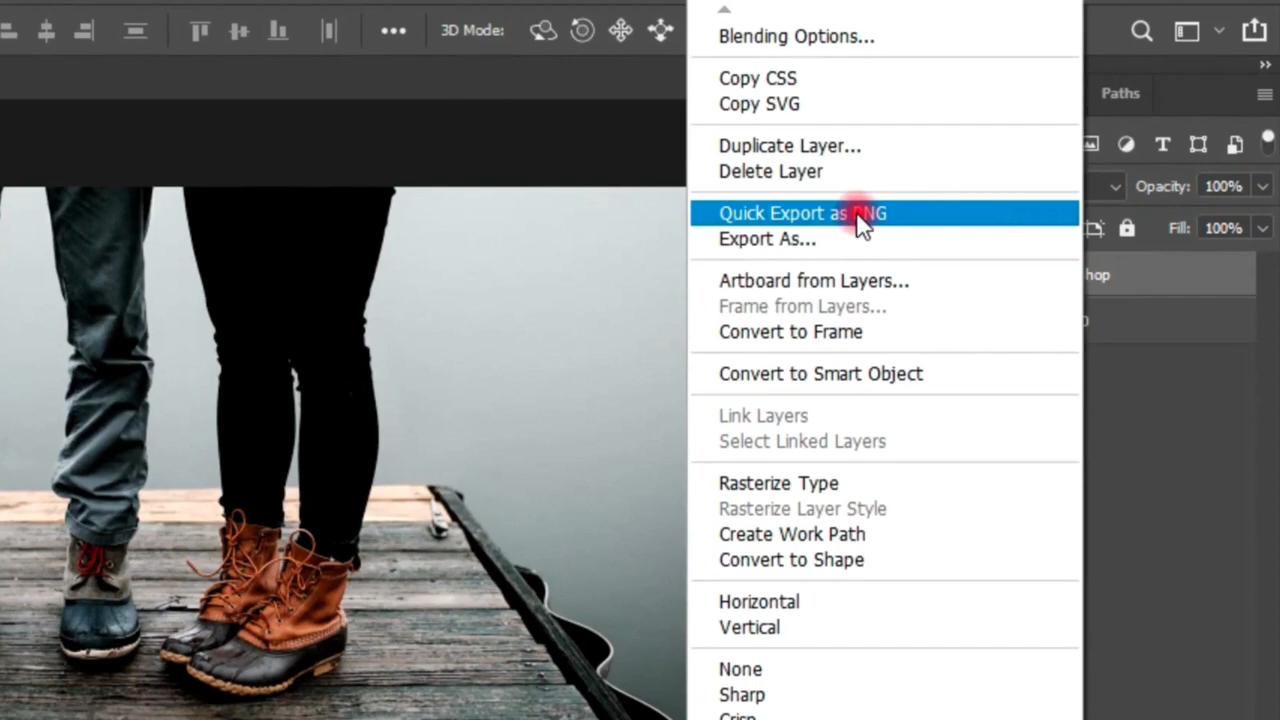 3D Mode:
Blending Options...
Copy CSS
Copy SVG
Duplicate Layer...
Delete Layer
Quick Export as PNG
Export As...
Artboard from Layers...
Frame from Layers...
Convert to Frame
Convert to Smart Object
Link Layers
Select Linked Layers
Rasterize Type
Rasterize Layer Style
Create Work Path
Convert to Shape
Horizontal
Vertical
None
Sharp
Crisp
Paths
Opacity: 100%
Fill: 100%
hop